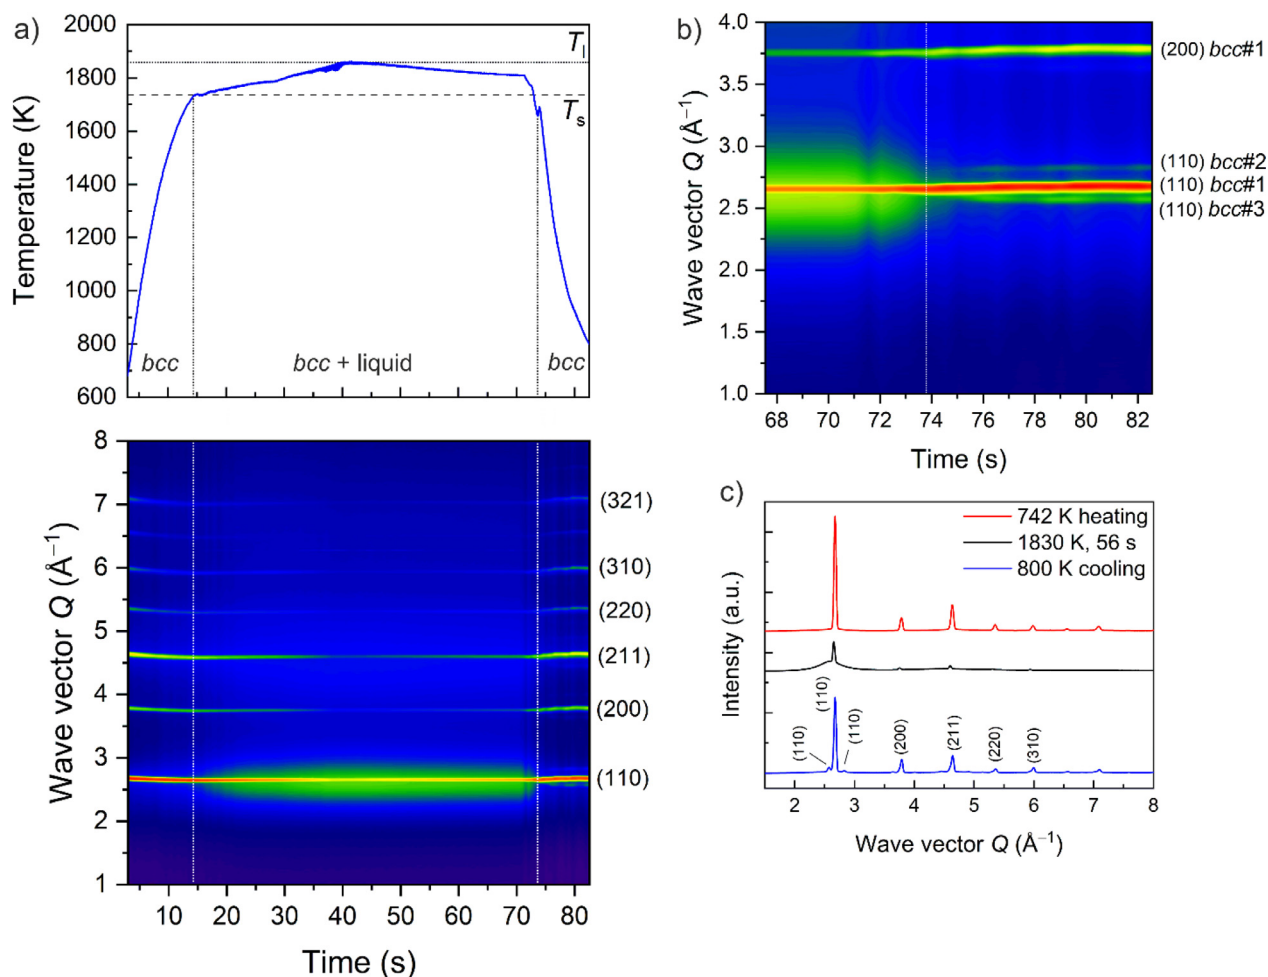 a)
2000
1800
1600
1400
1200
1000
800
600
Temperature (K)
T_l
T_s
bcc
bcc + liquid
bcc
8
7
6
5
4
3
2
1
Wave vector Q (Å⁻¹)
(321)
(310)
(220)
(211)
(200)
(110)
10 20 30 40 50 60 70 80
Time (s)
b)
4.0
3.5
3.0
2.5
2.0
1.5
1.0
Wave vector Q (Å⁻¹)
(200) bcc#1
(110) bcc#2
(110) bcc#1
(110) bcc#3
68 70 72 74 76 78 80 82
Time (s)
c)
742 K heating
1830 K, 56 s
800 K cooling
Intensity (a.u.)
(110)
(110)
(110)
(200)
(211)
(220)
(310)
2 3 4 5 6 7 8
Wave vector Q (Å⁻¹)